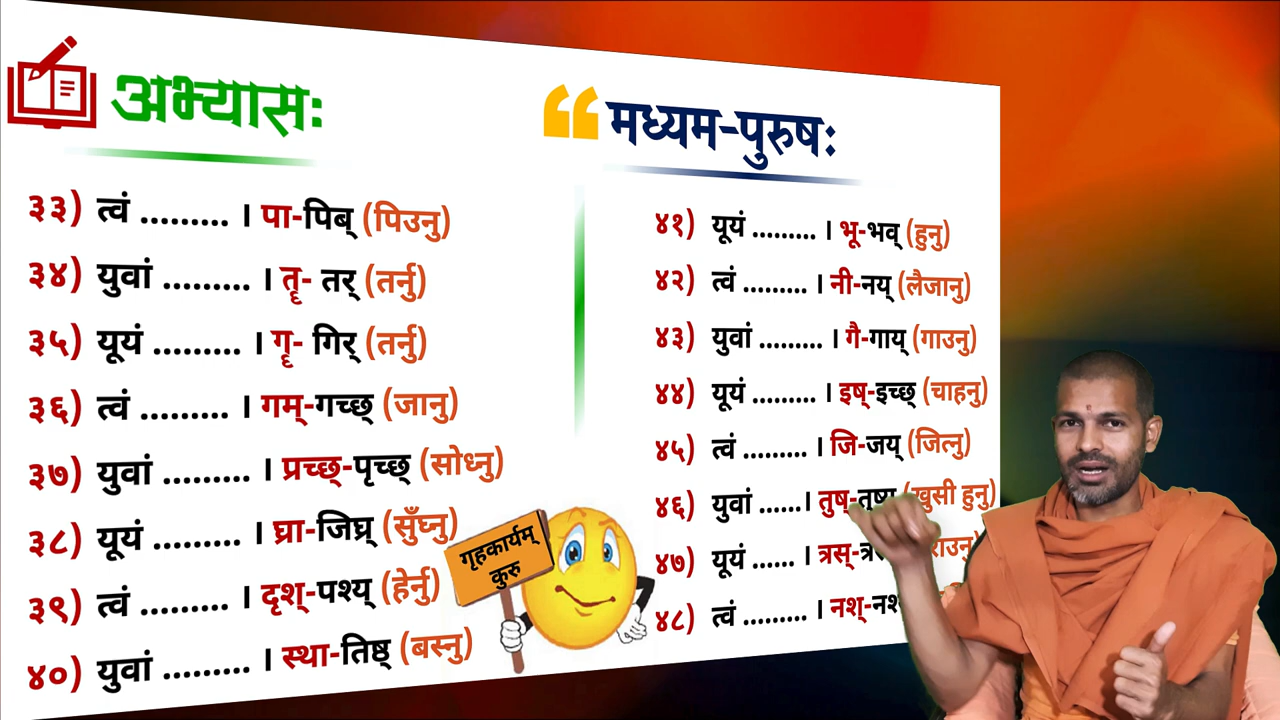 अभ्यासः
३३) त्वं ......... । पा-पिब् (पिउनु)
३४) युवां ......... । तॄ- तर् (तर्नु)
३५) यूयं ......... । गॄ- गिर् (तर्नु)
३६) त्वं ......... । गम्-गच्छ् (जानु)
३७) युवां ......... । प्रच्छ्-पृच्छ् (सोध्नु)
३८) यूयं ......... । घ्रा-जिघ्र् (सुँघ्नु)
३९) त्वं ......... । दृश्-पश्य् (हेर्नु)
४०) युवां ......... । स्था-तिष्ठ् (बस्नु)
गृहकार्यम्
कुरु
“ मध्यम-पुरुषः
४१) यूयं ......... । भू-भव् (हुनु)
४२) त्वं ......... । नी-नय् (लैजानु)
४३) युवां ......... । गै-गाय् (गाउनु)
४४) यूयं ......... । इष्-इच्छ् (चाहनु)
४५) त्वं ......... । जि-जय् (जित्नु)
४६) युवां ...... । तुष्-तुष्य् (खुसी हुनु)
४७) यूयं ...... । त्रस्-
४८) त्वं ......... । नश्-